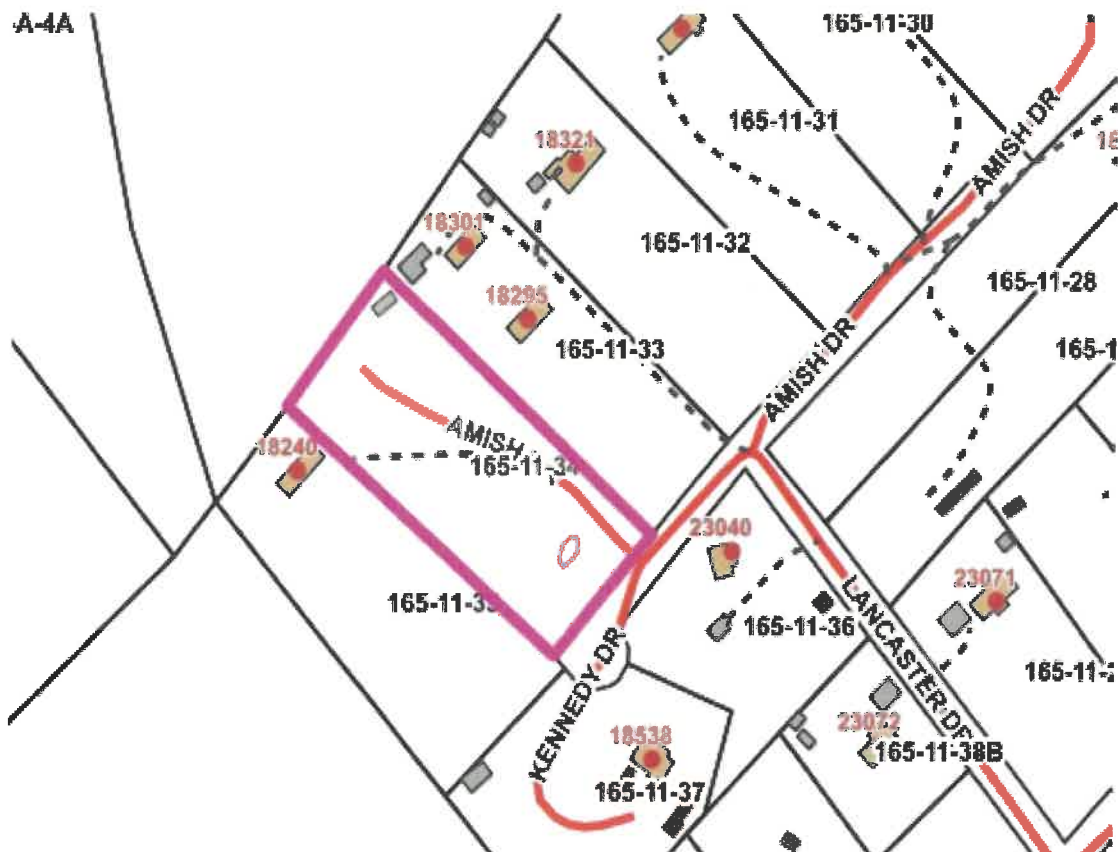 A-4A
165-11-30
165-11-31
AMISH DR
18321
165-11-32
18301
165-11-28
18295
165-11-33
AMISH DR
AMISH
18240
165-11-34
23040
165-11-36
23071
LANCASTER DR
KENNEDY DR
23072
165-11-38B
18538
165-11-37